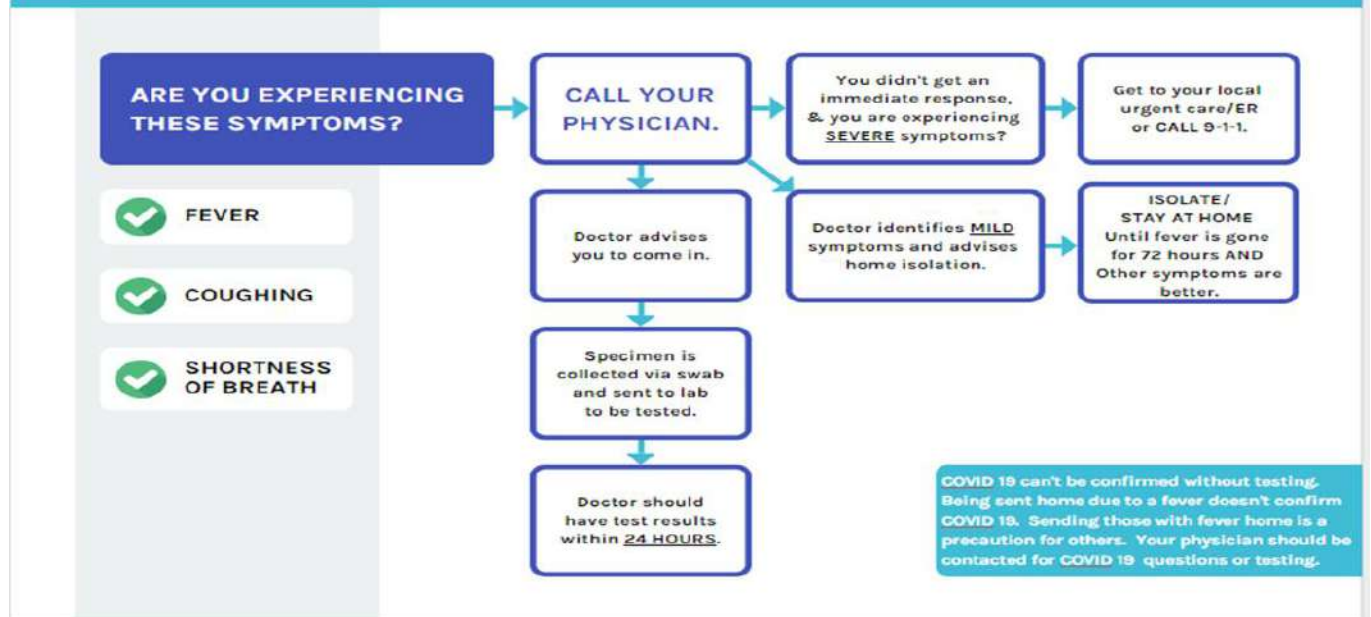 ARE YOU EXPERIENCING
THESE SYMPTOMS?
FEVER
COUGHING
SHORTNESS
OF BREATH
CALL YOUR
PHYSICIAN.
You didn't get an
immediate response,
& you are experiencing
SEVERE symptoms?
Get to your local
urgent care/ER
or CALL 9-1-1.
Doctor identifies MILD
symptoms and advises
home isolation.
ISOLATE/
STAY AT HOME
Until fever is gone
for 72 hours AND
Other symptoms are
better.
Doctor advises
you to come in.
Specimen is
collected via swab
and sent to lab
to be tested.
Doctor should
have test results
within 24 HOURS.
COVID 19 can't be confirmed without testing.
Being sent home due to a fever doesn't confirm
COVID 19. Sending those with fever home is a
precaution for others. Your physician should be
contacted for COVID 19 questions or testing.